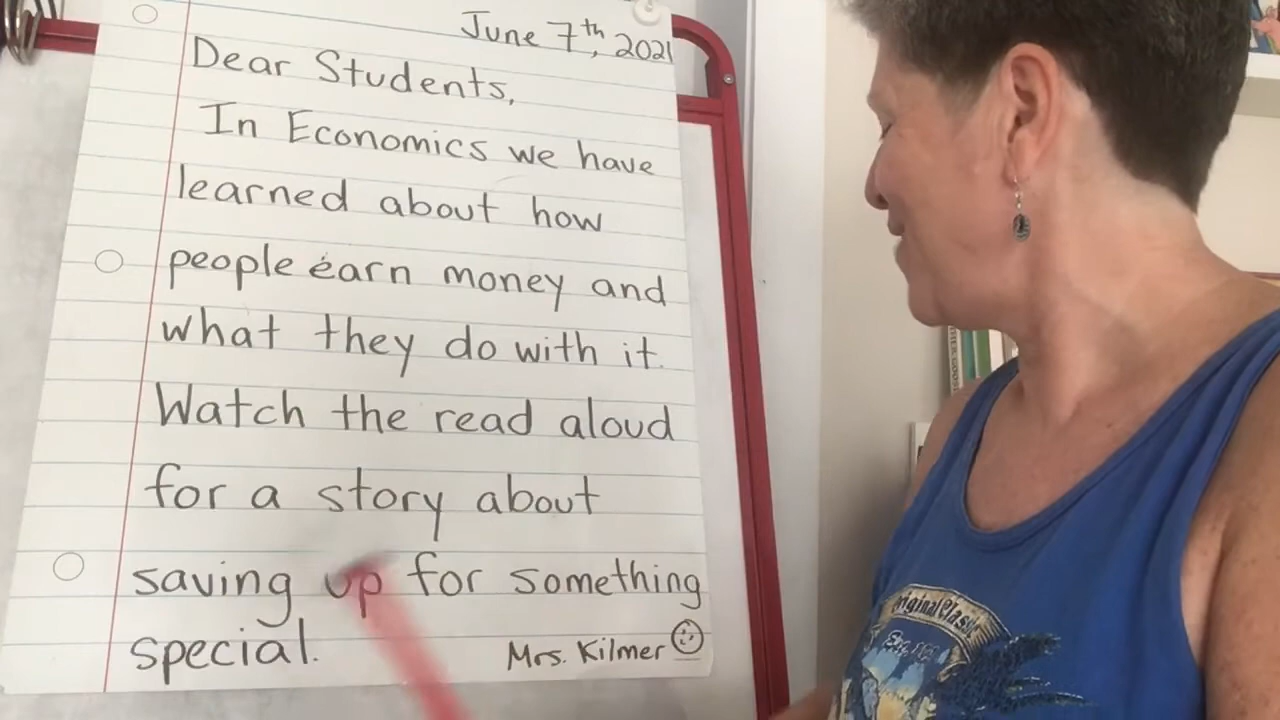 June 7th, 2021
Dear Students,
In Economics we have
learned about how
people earn money and
what they do with it.
Watch the read aloud
for a story about
saving up for something
special.
Mrs. Kilmer